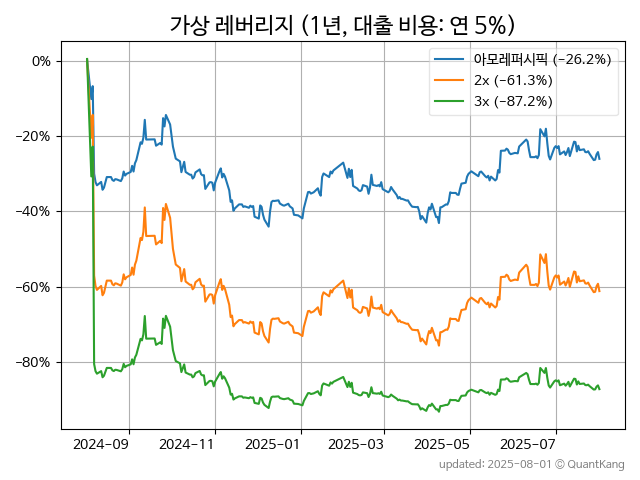 가상 레버리지 (1년, 대출 비용: 연 5%)
0%
−20%
−40%
−60%
−80%
아모레퍼시픽 (−26.2%)
2x (−61.3%)
3x (−87.2%)
2024-09 2024-11 2025-01 2025-03 2025-05 2025-07
updated: 2025-08-01 © QuantKang